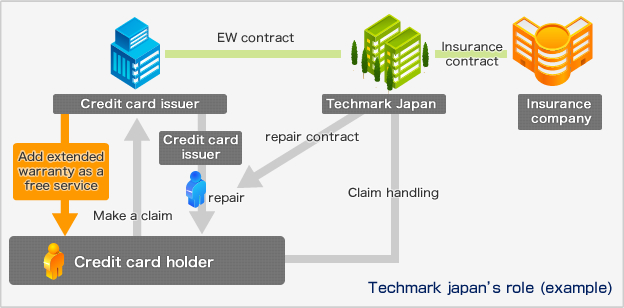 EW contract
Insurance
contract
Credit card issuer
Techmark Japan
Insurance
company
Credit card
issuer
repair contract
Add extended
warranty as a
free service
repair
Claim handling
Make a claim
Credit card holder
Techmark japan's role (example)